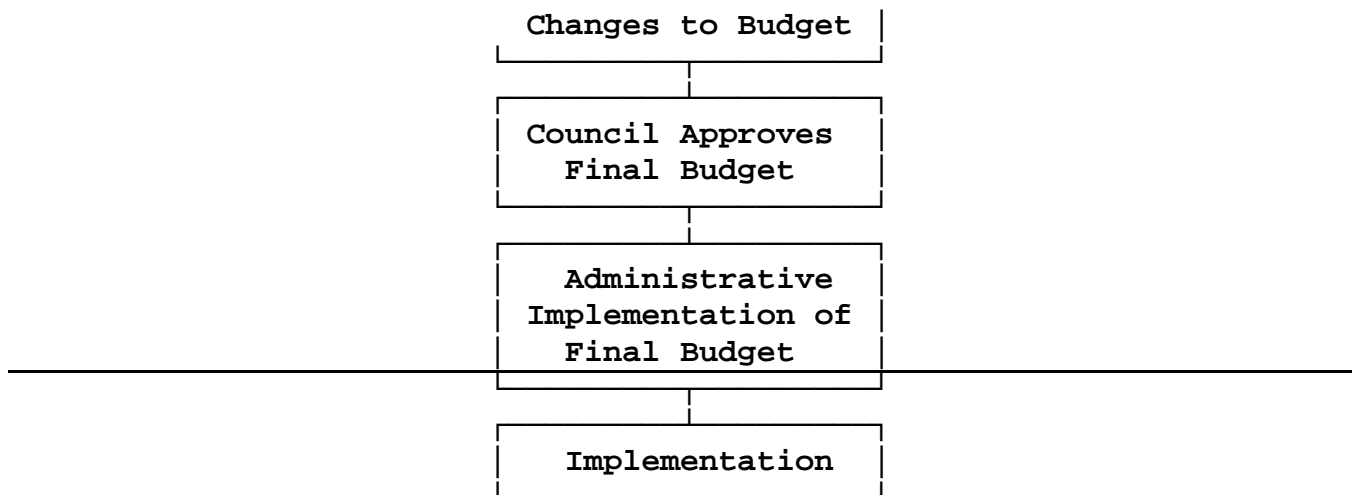 Changes to Budget
Council Approves
Final Budget
Administrative
Implementation of
Final Budget
Implementation